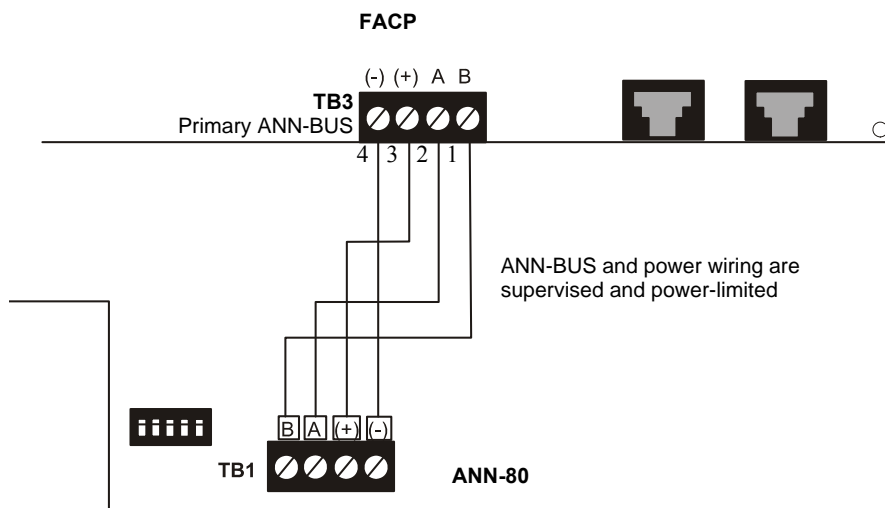 FACP
(-) (+) A B
TB3
Primary ANN-BUS
4 3 2 1
ANN-BUS and power wiring are
supervised and power-limited
B A (+) (-)
TB1
ANN-80